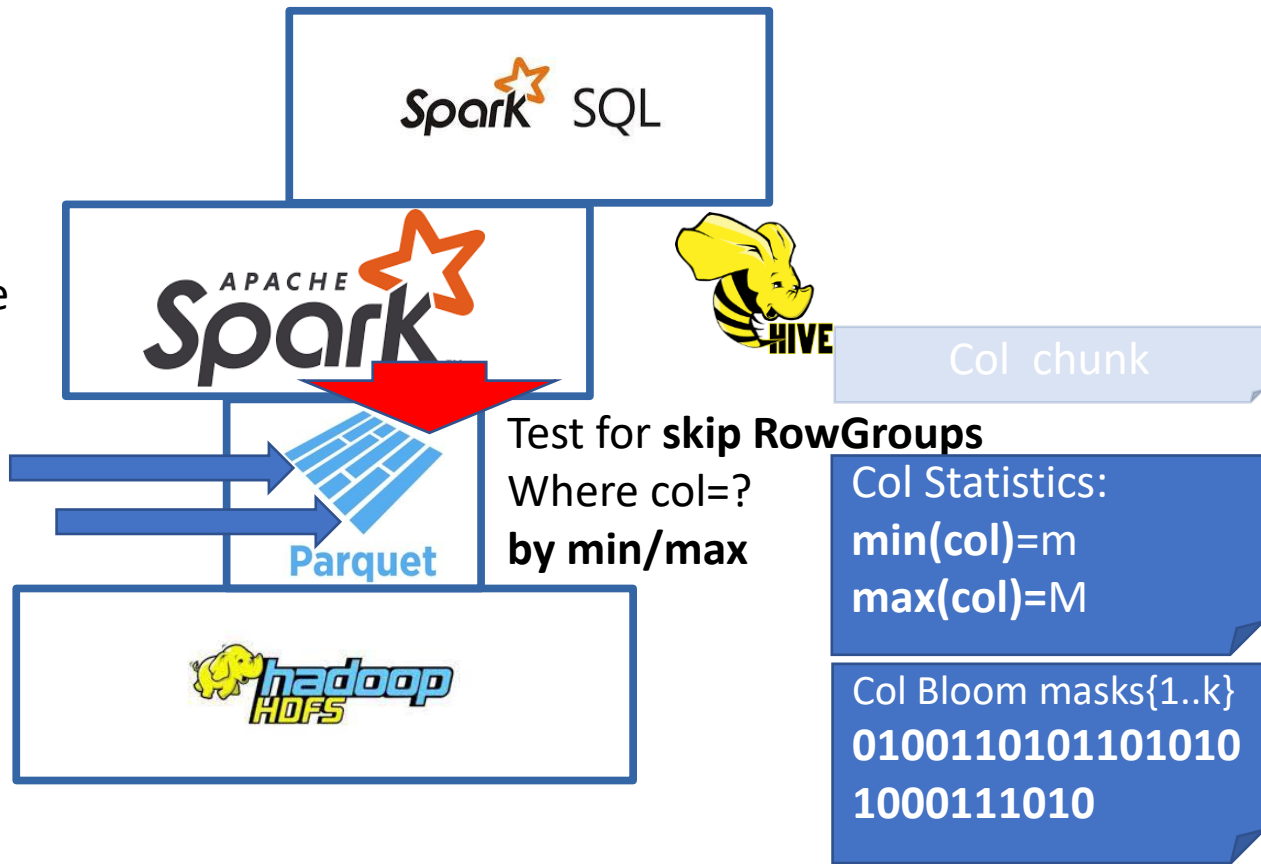 Spark SQL
APACHE
Spark
e
HIVE
Col chunk
Test for skip RowGroups
Where col=?
by min/max
Parquet
Col Statistics:
min(col)=m
max(col)=M
hadoop
HDFS
Col Bloom masks{1..k}
0100110101101010
1000111010